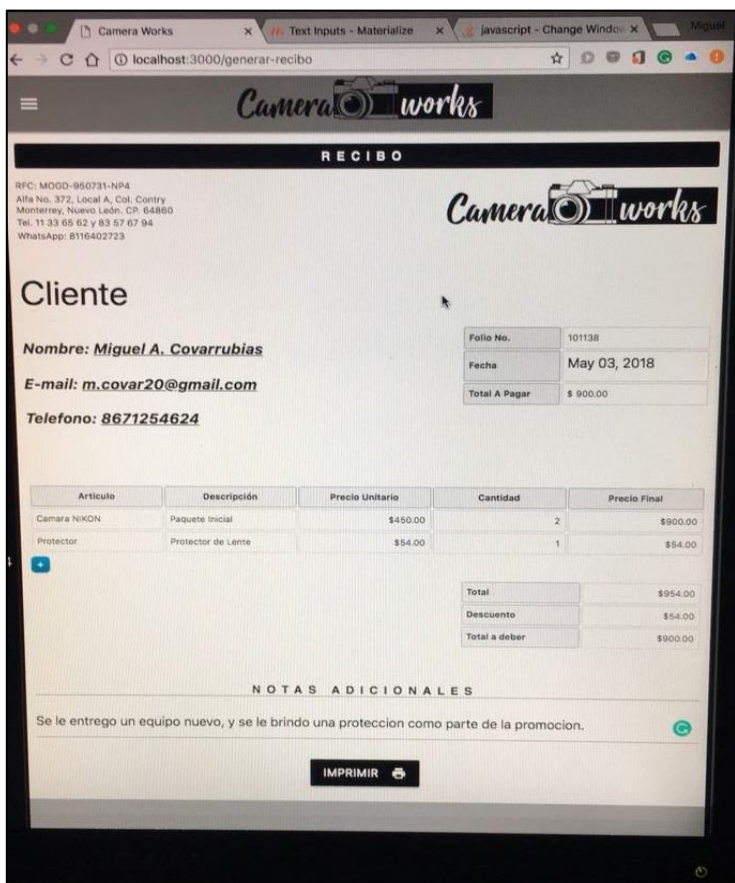 Camera Works
Text Inputs - Materialize
javascript - Change Window
Miguel
localhost:3000/generar-recibo
Camera works
RECIBO
RFC: MOGD-950731-NP4
Alfa No. 372, Local A, Col. Contry
Monterrey, Nuevo León. CP. 64860
Tel. 11 33 65 62 y 83 57 67 94
WhatsApp: 8116402723
Camera works
Cliente
Nombre: Miguel A. Covarrubias
E-mail: m.covar20@gmail.com
Telefono: 8671254624
Folio No. 101138
Fecha May 03, 2018
Total A Pagar $ 900.00
Articulo Descripción Precio Unitario Cantidad Precio Final
Camara NIKON Paquete Inicial $450.00 2 $900.00
Protector Protector de Lente $54.00 1 $54.00
+
Total $954.00
Descuento $54.00
Total a deber $900.00
NOTAS ADICIONALES
Se le entrego un equipo nuevo, y se le brindo una proteccion como parte de la promocion.
IMPRIMIR